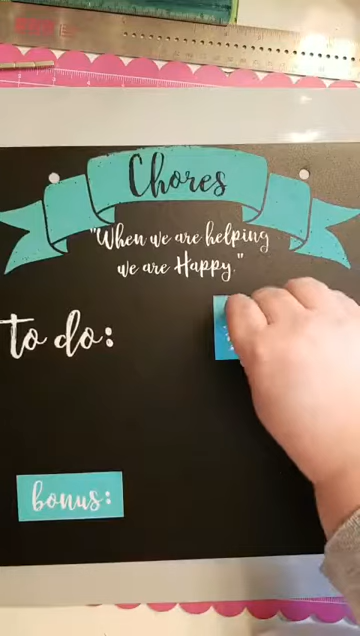 Chores
"When we are helping
we are Happy."
to do:
bonus: